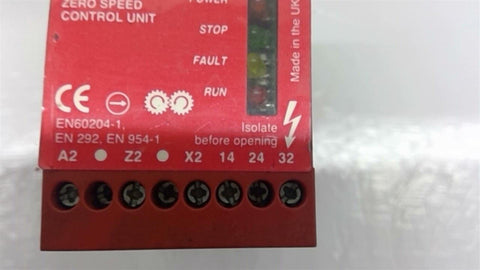 ZERO SPEED
CONTROL UNIT
POWER
STOP
FAULT
RUN
Made in the UK
CE
EN60204-1,
EN 292, EN 954-1
Isolate
before opening
A2 Z2 X2 14 24 32